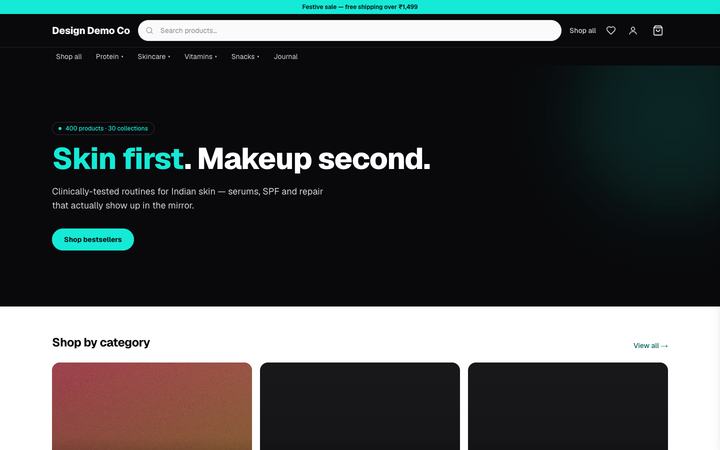 Festive sale — free shipping over ₹1,499
Design Demo Co
Search products...
Shop all
Shop all
Protein
Skincare
Vitamins
Snacks
Journal
400 products · 30 collections
Skin first. Makeup second.
Clinically-tested routines for Indian skin — serums, SPF and repair
that actually show up in the mirror.
Shop bestsellers
Shop by category
View all →